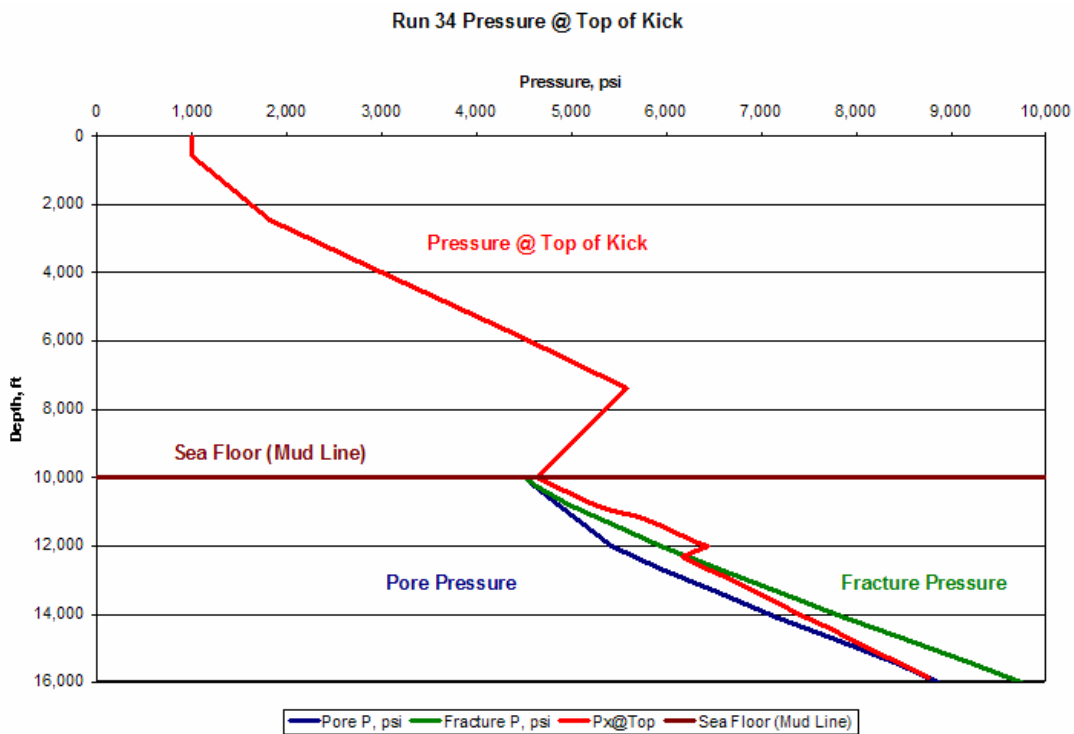 Run 34 Pressure @ Top of Kick
Pressure, psi
0 1,000 2,000 3,000 4,000 5,000 6,000 7,000 8,000 9,000 10,000
0
2,000
4,000
6,000
8,000
10,000
12,000
14,000
16,000
Depth, ft
Pressure @ Top of Kick
Sea Floor (Mud Line)
Pore Pressure
Fracture Pressure
Pore P, psi Fracture P, psi Px@Top Sea Floor (Mud Line)